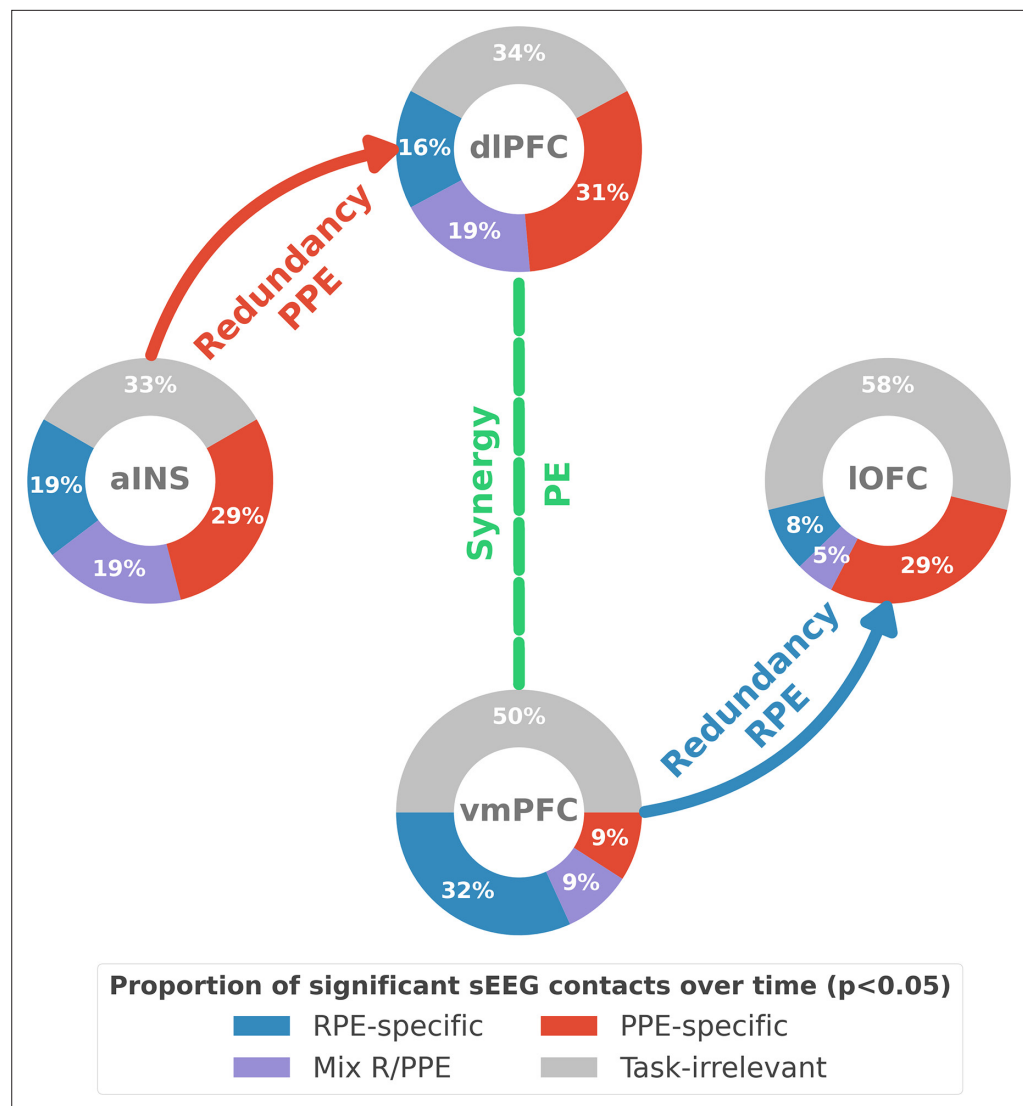 34%
dlPFC
16%
31%
19%
Redundancy
PPE
33%
aINS
19%
29%
19%
Synergy
PE
58%
lOFC
8%
5%
29%
Redundancy
RPE
50%
vmPFC
9%
32%
9%
Proportion of significant sEEG contacts over time (p<0.05)
RPE-specific
PPE-specific
Mix R/PPE
Task-irrelevant